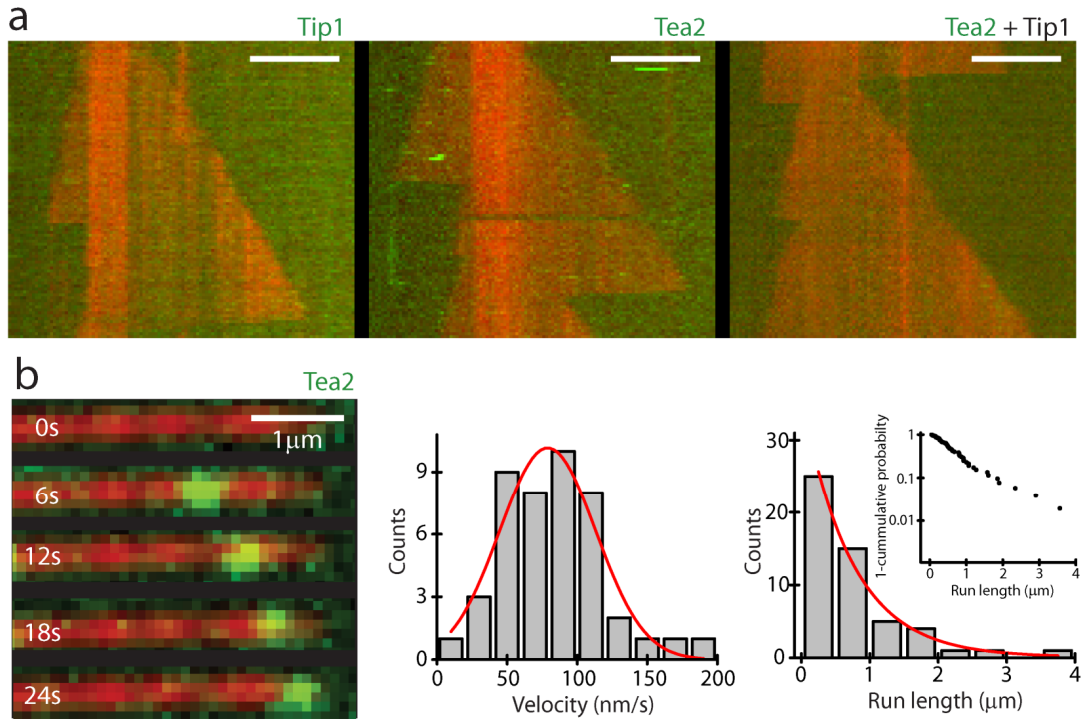 a
Tip1
Tea2
Tea2 + Tip1
b
Tea2
0s
1μm
6s
12s
18s
24s
Counts
9
6
3
0
0
50
100
150
200
Velocity (nm/s)
Counts
30
20
10
0
0
1
2
3
4
Run length (μm)
1-cummulative probabilty
1
0.1
0.01
0
1
2
3
4
Run length (μm)